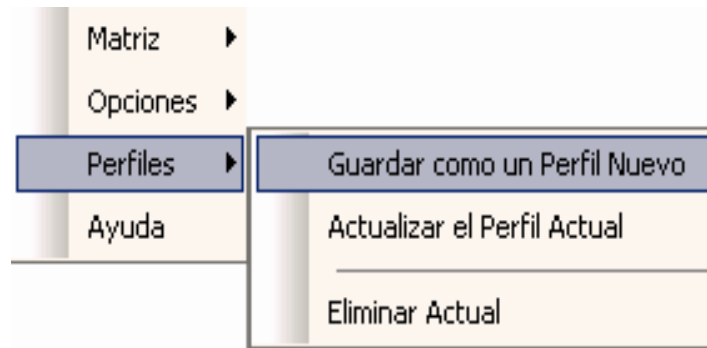 Matriz
Opciones
Perfiles
Ayuda
Guardar como un Perfil Nuevo
Actualizar el Perfil Actual
Eliminar Actual